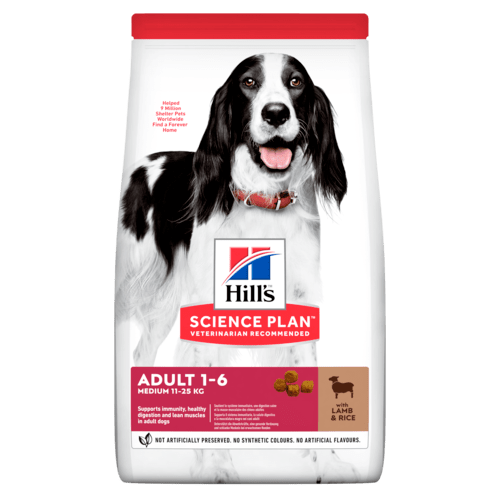 Helped
9 Million
Shelter Pets
Worldwide
Find a Forever
Home
Hill's
SCIENCE PLAN™
VETERINARIAN RECOMMENDED
ADULT 1-6
MEDIUM 11-25 KG
Supports immunity, healthy
digestion and lean muscles
in adult dogs
with
LAMB
& RICE
NOT ARTIFICIALLY PRESERVED. NO SYNTHETIC COLOURS. NO ARTIFICIAL FLAVOURS.